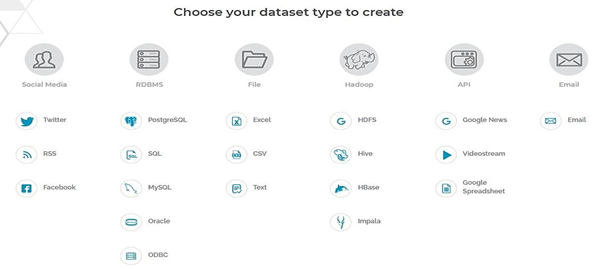 Choose your dataset type to create
Social Media
RDBMS
File
Hadoop
API
Email
Twitter
PostgreSQL
Excel
HDFS
Google News
Email
RSS
SQL
CSV
Hive
Videostream
Facebook
MySQL
Text
HBase
Google
Spreadsheet
Oracle
Impala
ODBC